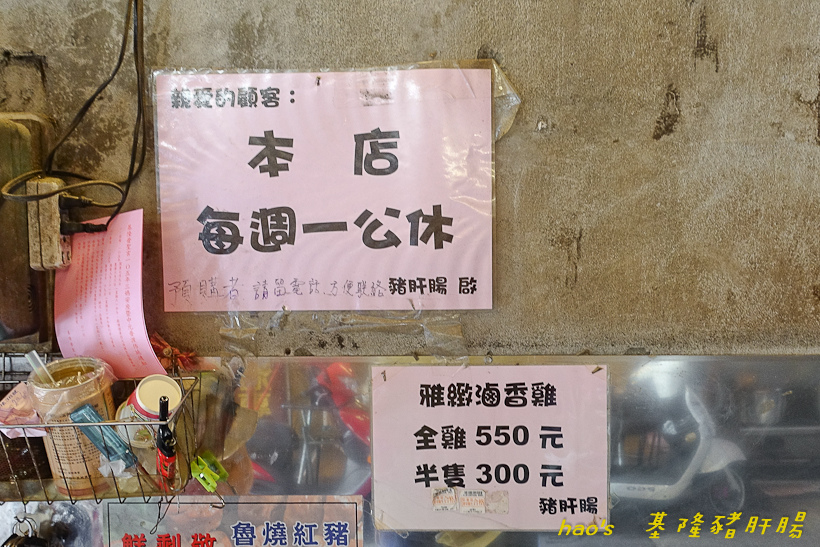 親愛的顧客：
本 店
每週一公休
預購者 請留電話,方便聯絡 豬肝腸 啟
雅緻滷香雞
全雞 550 元
半隻 300 元
豬肝腸
魯燒紅豬
hao's 基隆豬肝腸